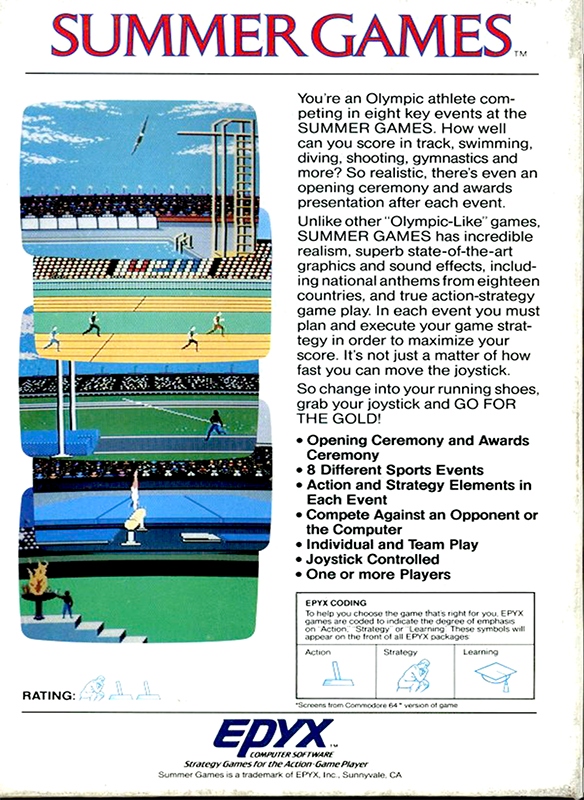 SUMMER GAMES
TM
You're an Olympic athlete com-
peting in eight key events at the
SUMMER GAMES. How well
can you score in track, swimming,
diving, shooting, gymnastics and
more? So realistic, there's even an
opening ceremony and awards
presentation after each event.
Unlike other "Olympic-Like" games,
SUMMER GAMES has incredible
realism, superb state-of-the-art
graphics and sound effects, includ-
ing national anthems from eighteen
countries, and true action-strategy
game play. In each event you must
plan and execute your game strat-
egy in order to maximize your
score. It's not just a matter of how
fast you can move the joystick.
So change into your running shoes,
grab your joystick and GO FOR
THE GOLD!
• Opening Ceremony and Awards
Ceremony
• 8 Different Sports Events
• Action and Strategy Elements in
Each Event
• Compete Against an Opponent or
the Computer
• Individual and Team Play
• Joystick Controlled
• One or more Players
EPYX CODING
To help you choose the game that's right for you, EPYX
games are coded to indicate the degree of emphasis
on "Action," "Strategy" or "Learning." These symbols will
appear on the front of all EPYX packages.
Action Strategy Learning
*Screens from Commodore 64* version of game
RATING:
EPYX TM
COMPUTER SOFTWARE
Strategy Games for the Action-Game Player
Summer Games is a trademark of EPYX, Inc., Sunnyvale, CA